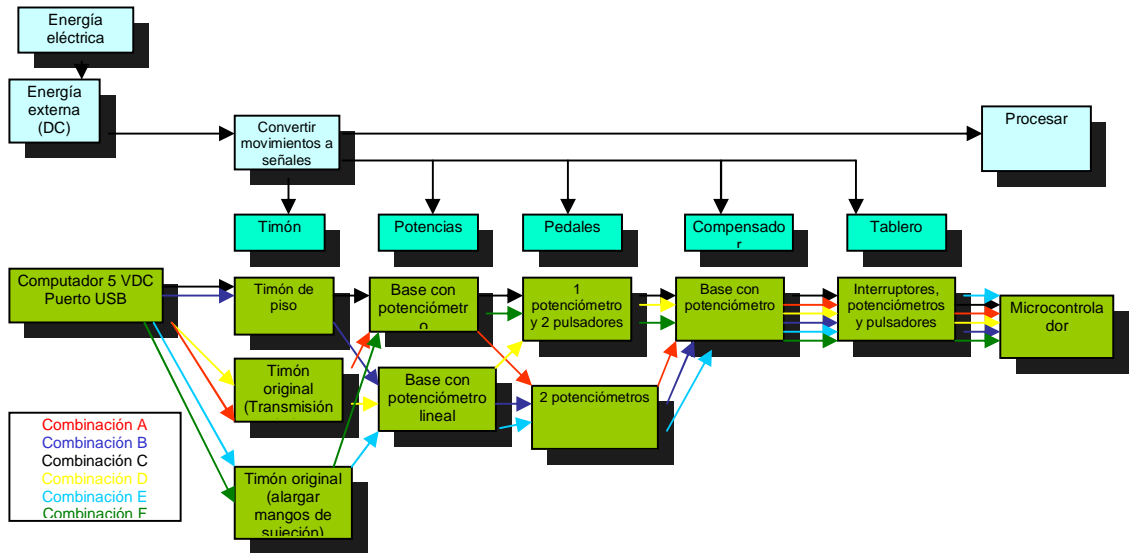 Energía
eléctrica
Energía
externa
(DC)
Convertir
movimientos a
señales
Procesar
Timón
Potencias
Pedales
Compensado
r
Tablero
Computador 5 VDC
Puerto USB
Timón de
piso
Base con
potenciómetr
o
1
potenciómetro
y 2 pulsadores
Base con
potenciómetro
Interruptores,
potenciómetros
y pulsadores
Microcontrola
dor
Timón
original
(Transmisión
Base con
potenciómetro
lineal
2 potenciómetros
Timón original
(alargar
mangos de
sujeción)
Combinación A
Combinación B
Combinación C
Combinación D
Combinación E
Combinación F